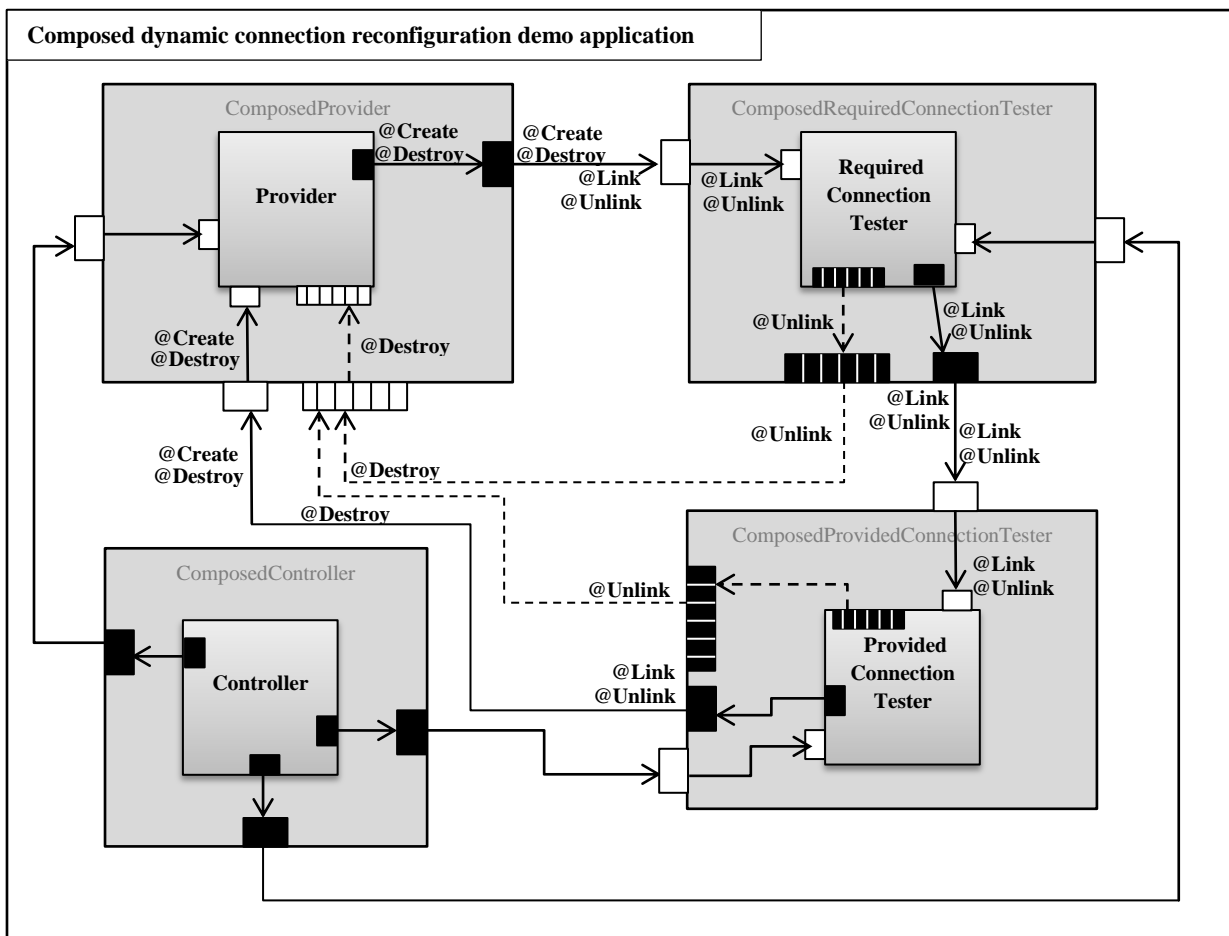 Composed dynamic connection reconfiguration demo application
ComposedProvider
@Create
@Destroy
Provider
@Create
@Destroy
@Destroy
@Create
@Destroy
@Link
@Unlink
ComposedRequiredConnectionTester
@Link
@Unlink
Required
Connection
Tester
@Unlink
@Link
@Unlink
@Unlink
@Link
@Unlink
@Link
@Unlink
@Create
@Destroy
@Destroy
@Destroy
ComposedProvidedConnectionTester
@Link
@Unlink
@Unlink
Provided
Connection
Tester
@Link
@Unlink
ComposedController
Controller